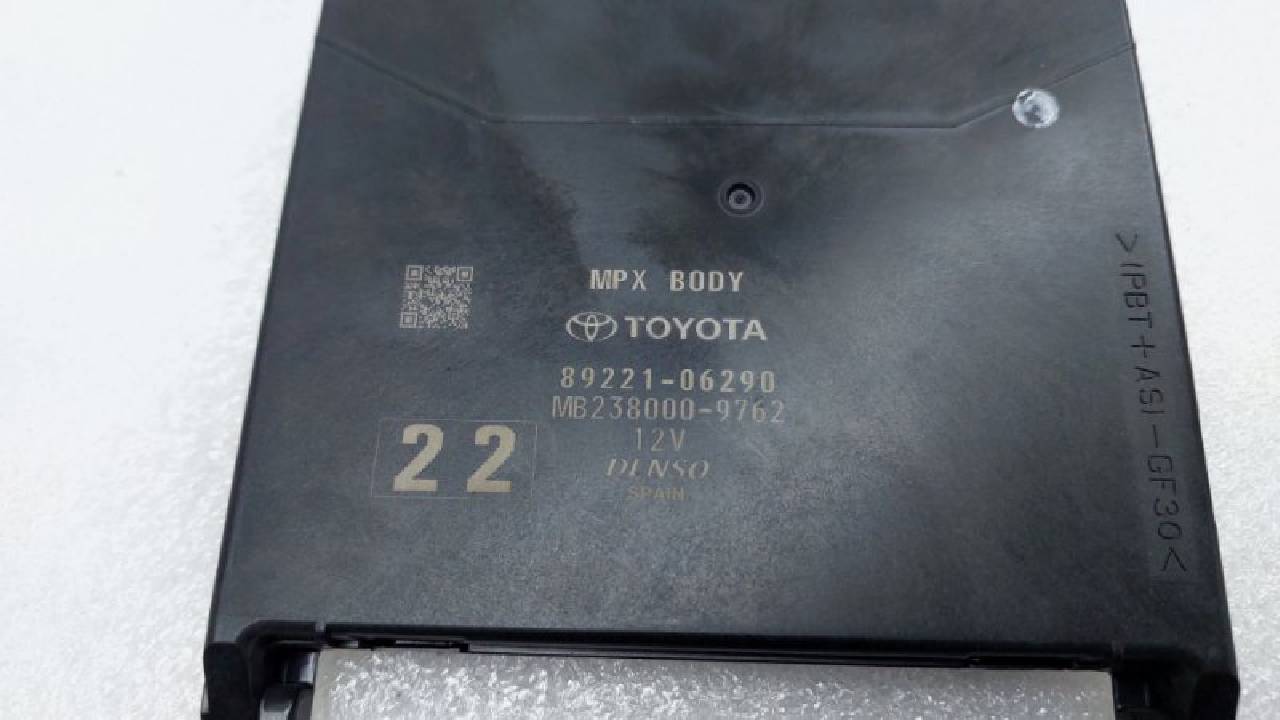 MPX BODY
TOYOTA
89221-06290
MB238000-9762
12V
22
DENSO
SPAIN
>(PBT+ASI-GF30<